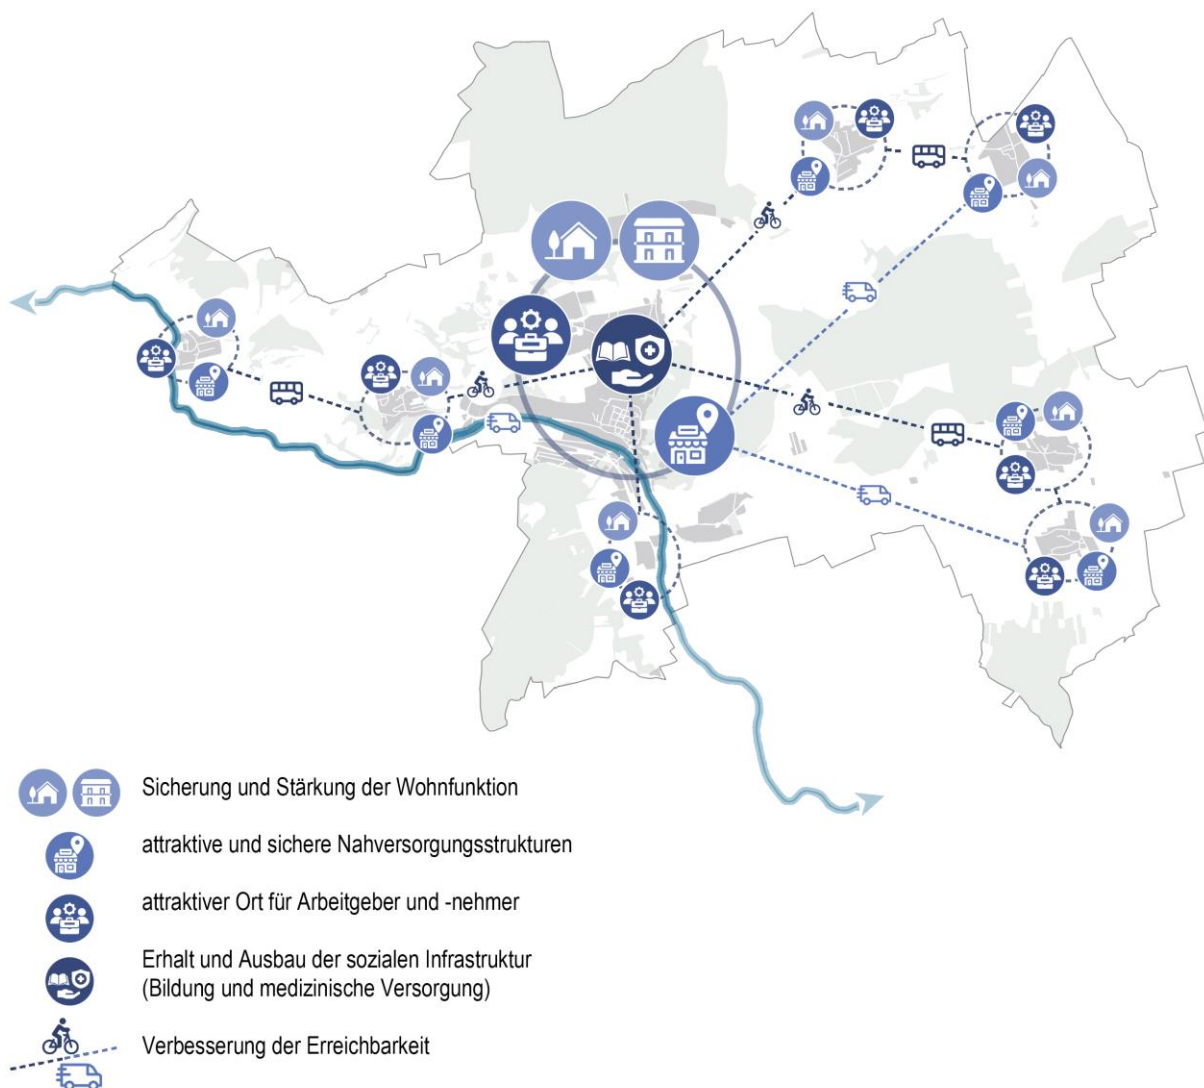 Sicherung und Stärkung der Wohnfunktion
attraktive und sichere Nahversorgungsstrukturen
attraktiver Ort für Arbeitgeber und -nehmer
Erhalt und Ausbau der sozialen Infrastruktur
(Bildung und medizinische Versorgung)
Verbesserung der Erreichbarkeit